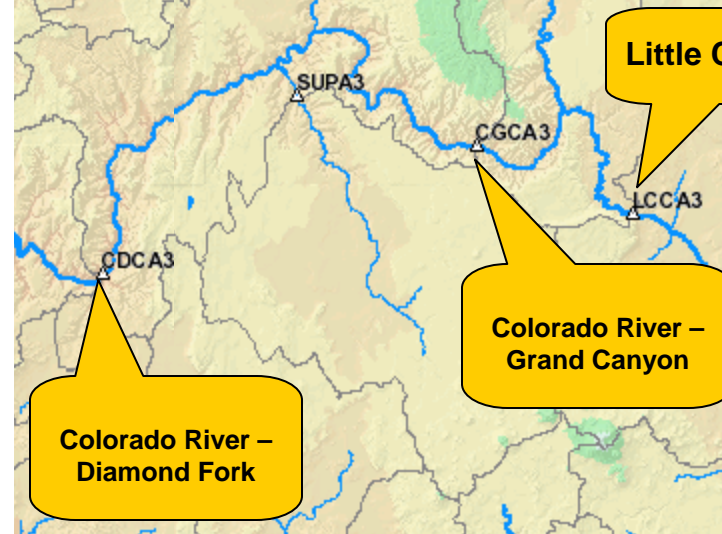 Little C
SUPA3
CGCA3
LCCA3
CDCA3
Colorado River –
Grand Canyon
Colorado River –
Diamond Fork